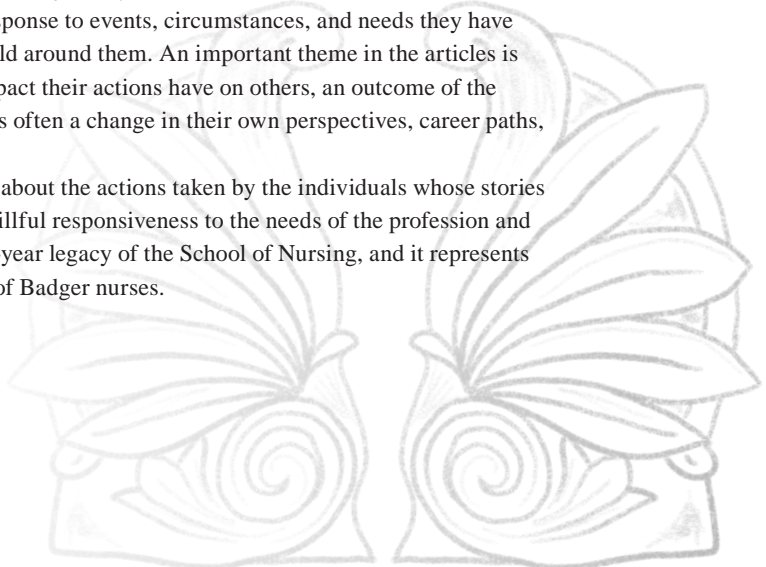 sponse to events, circumstances, and needs they have
ld around them. An important theme in the articles is
pact their actions have on others, an outcome of the
s often a change in their own perspectives, career paths,
about the actions taken by the individuals whose stories
illful responsiveness to the needs of the profession and
year legacy of the School of Nursing, and it represents
of Badger nurses.